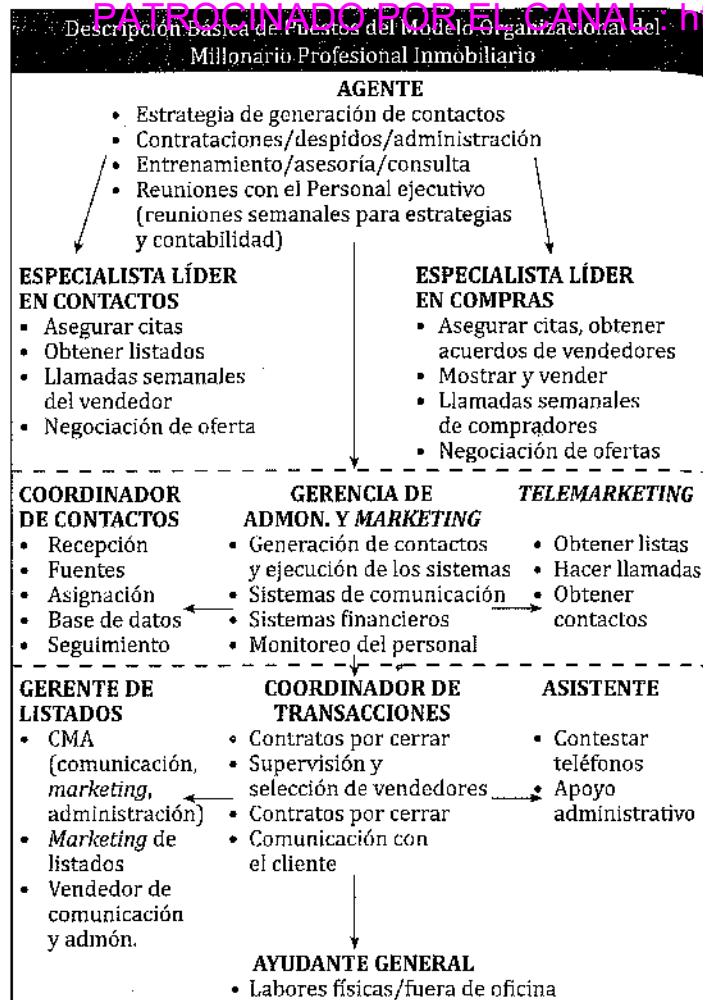 PATROCINADO POR EL CANAL : ht
Descripción Básica de Puestos del Modelo Organizacional del
Millonario Profesional Inmobiliario
AGENTE
• Estrategia de generación de contactos
• Contrataciones/despidos/administración
• Entrenamiento/asesoría/consulta
• Reuniones con el Personal ejecutivo
(reuniones semanales para estrategias
y contabilidad)
ESPECIALISTA LÍDER
EN CONTACTOS
• Asegurar citas
• Obtener listados
• Llamadas semanales
del vendedor
• Negociación de oferta
ESPECIALISTA LÍDER
EN COMPRAS
• Asegurar citas, obtener
acuerdos de vendedores
• Mostrar y vender
• Llamadas semanales
de compradores
• Negociación de ofertas
COORDINADOR
DE CONTACTOS
• Recepción
• Fuentes
• Asignación
• Base de datos
• Seguimiento
GERENCIA DE
ADMON. Y MARKETING
• Generación de contactos
y ejecución de los sistemas
• Sistemas de comunicación
• Sistemas financieros
• Monitoreo del personal
TELEMARKETING
• Obtener listas
• Hacer llamadas
• Obtener
contactos
GERENTE DE
LISTADOS
• CMA
(comunicación,
marketing,
administración)
• Marketing de
listados
• Vendedor de
comunicación
y admón.
COORDINADOR DE
TRANSACCIONES
• Contratos por cerrar
• Supervisión y
selección de vendedores
• Contratos por cerrar
• Comunicación con
el cliente
ASISTENTE
• Contestar
teléfonos
• Apoyo
administrativo
AYUDANTE GENERAL
• Labores físicas/fuera de oficina